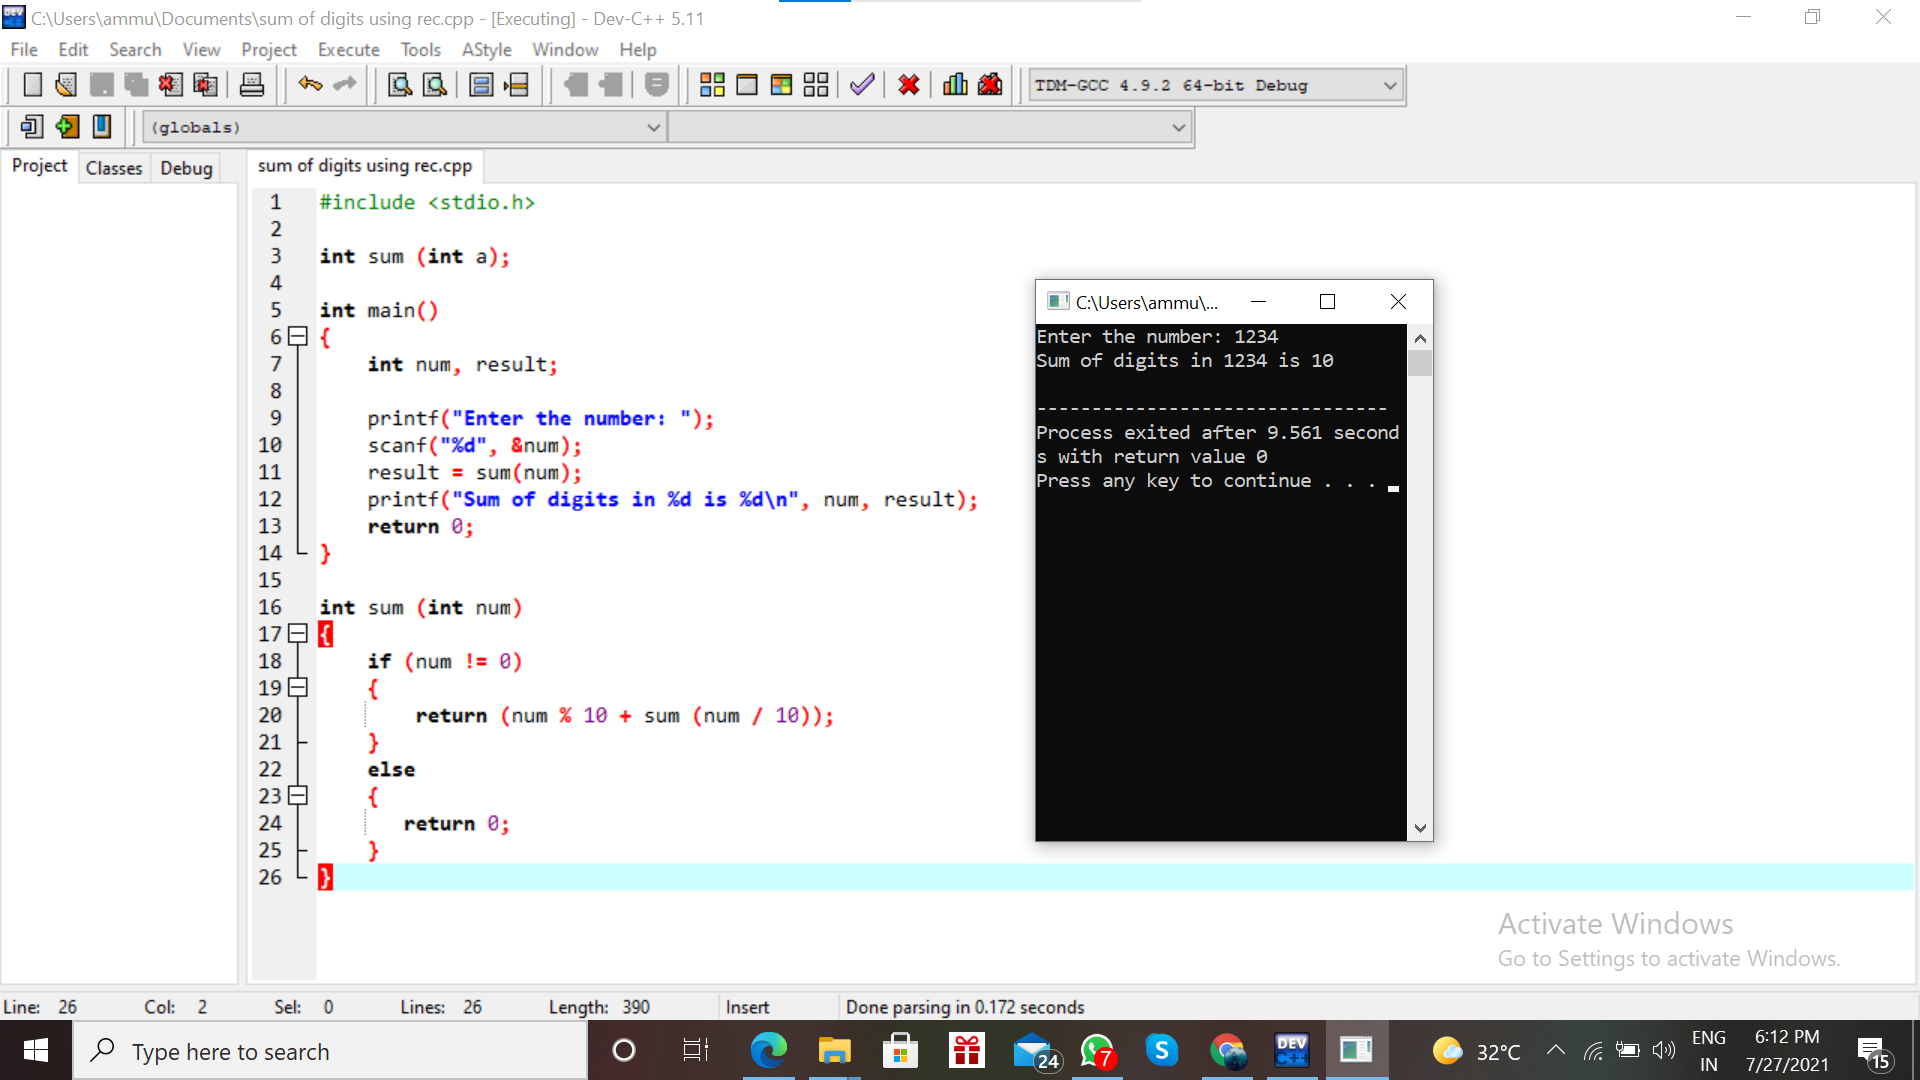 C:\Users\ammu\Documents\sum of digits using rec.cpp - [Executing] - Dev-C++ 5.11
File Edit Search View Project Execute Tools AStyle Window Help
TDM-GCC 4.9.2 64-bit Debug
(globals)
Project Classes Debug
sum of digits using rec.cpp
1 #include <stdio.h>
2
3 int sum (int a);
4
5 int main()
6 {
7 int num, result;
8
9 printf("Enter the number: ");
10 scanf("%d", &num);
11 result = sum(num);
12 printf("Sum of digits in %d is %d\n", num, result);
13 return 0;
14 }
15
16 int sum (int num)
17 {
18 if (num != 0)
19 {
20 return (num % 10 + sum (num / 10));
21 }
22 else
23 {
24 return 0;
25 }
26 }
C:\Users\ammu\...
Enter the number: 1234
Sum of digits in 1234 is 10
--------------------------------
Process exited after 9.561 second
s with return value 0
Press any key to continue . . .
Activate Windows
Go to Settings to activate Windows.
Line: 26 Col: 2 Sel: 0 Lines: 26 Length: 390 Insert Done parsing in 0.172 seconds
Type here to search
24
7
S
DEV
C++
32°C
ENG
IN
6:12 PM
7/27/2021
15